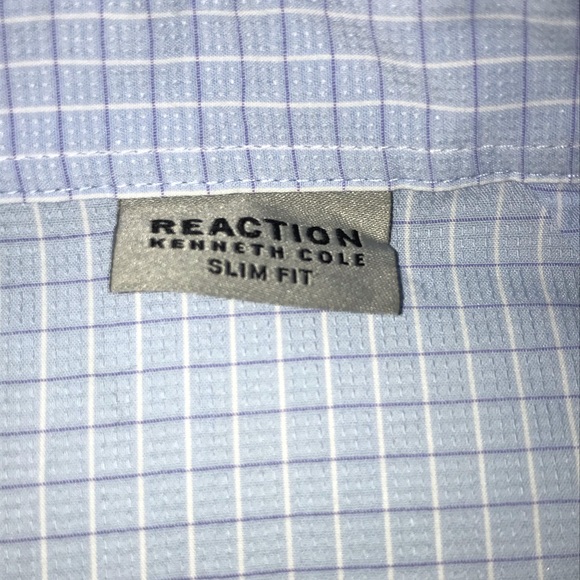 REACTION
KENNETH COLE
SLIM FIT